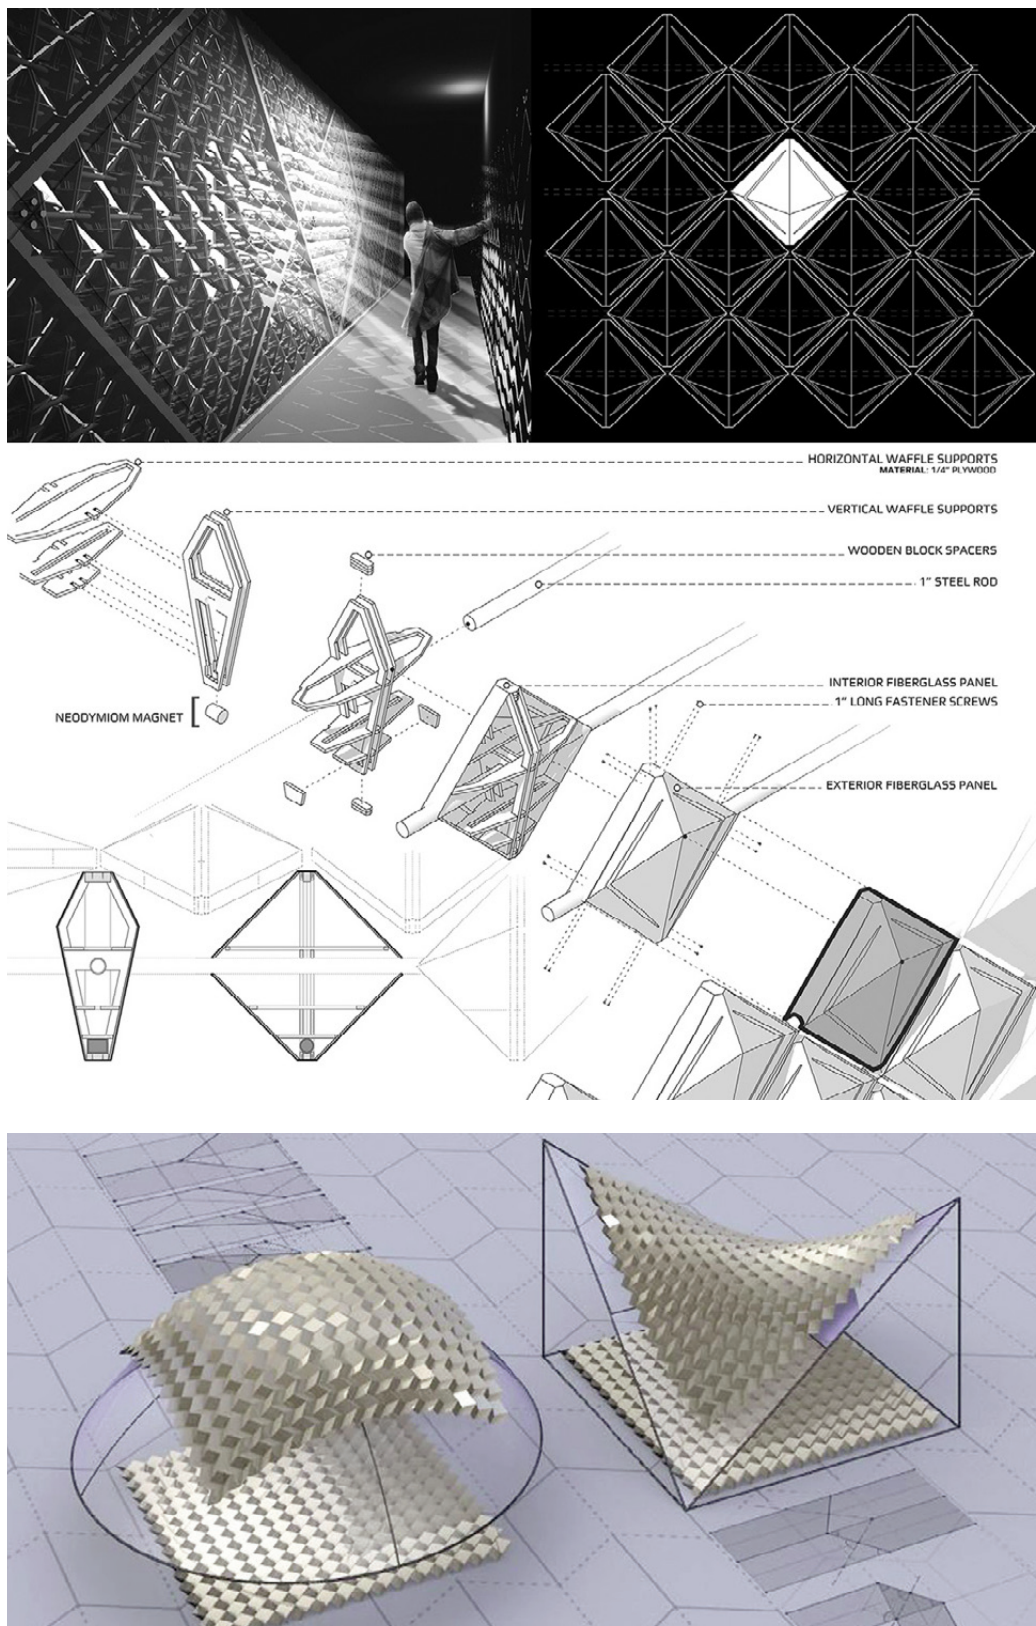 HORIZONTAL WAFFLE SUPPORTS
MATERIAL: 1/4" PLYWOOD
VERTICAL WAFFLE SUPPORTS
WOODEN BLOCK SPACERS
1" STEEL ROD
INTERIOR FIBERGLASS PANEL
1" LONG FASTENER SCREWS
NEODYMIOM MAGNET
EXTERIOR FIBERGLASS PANEL